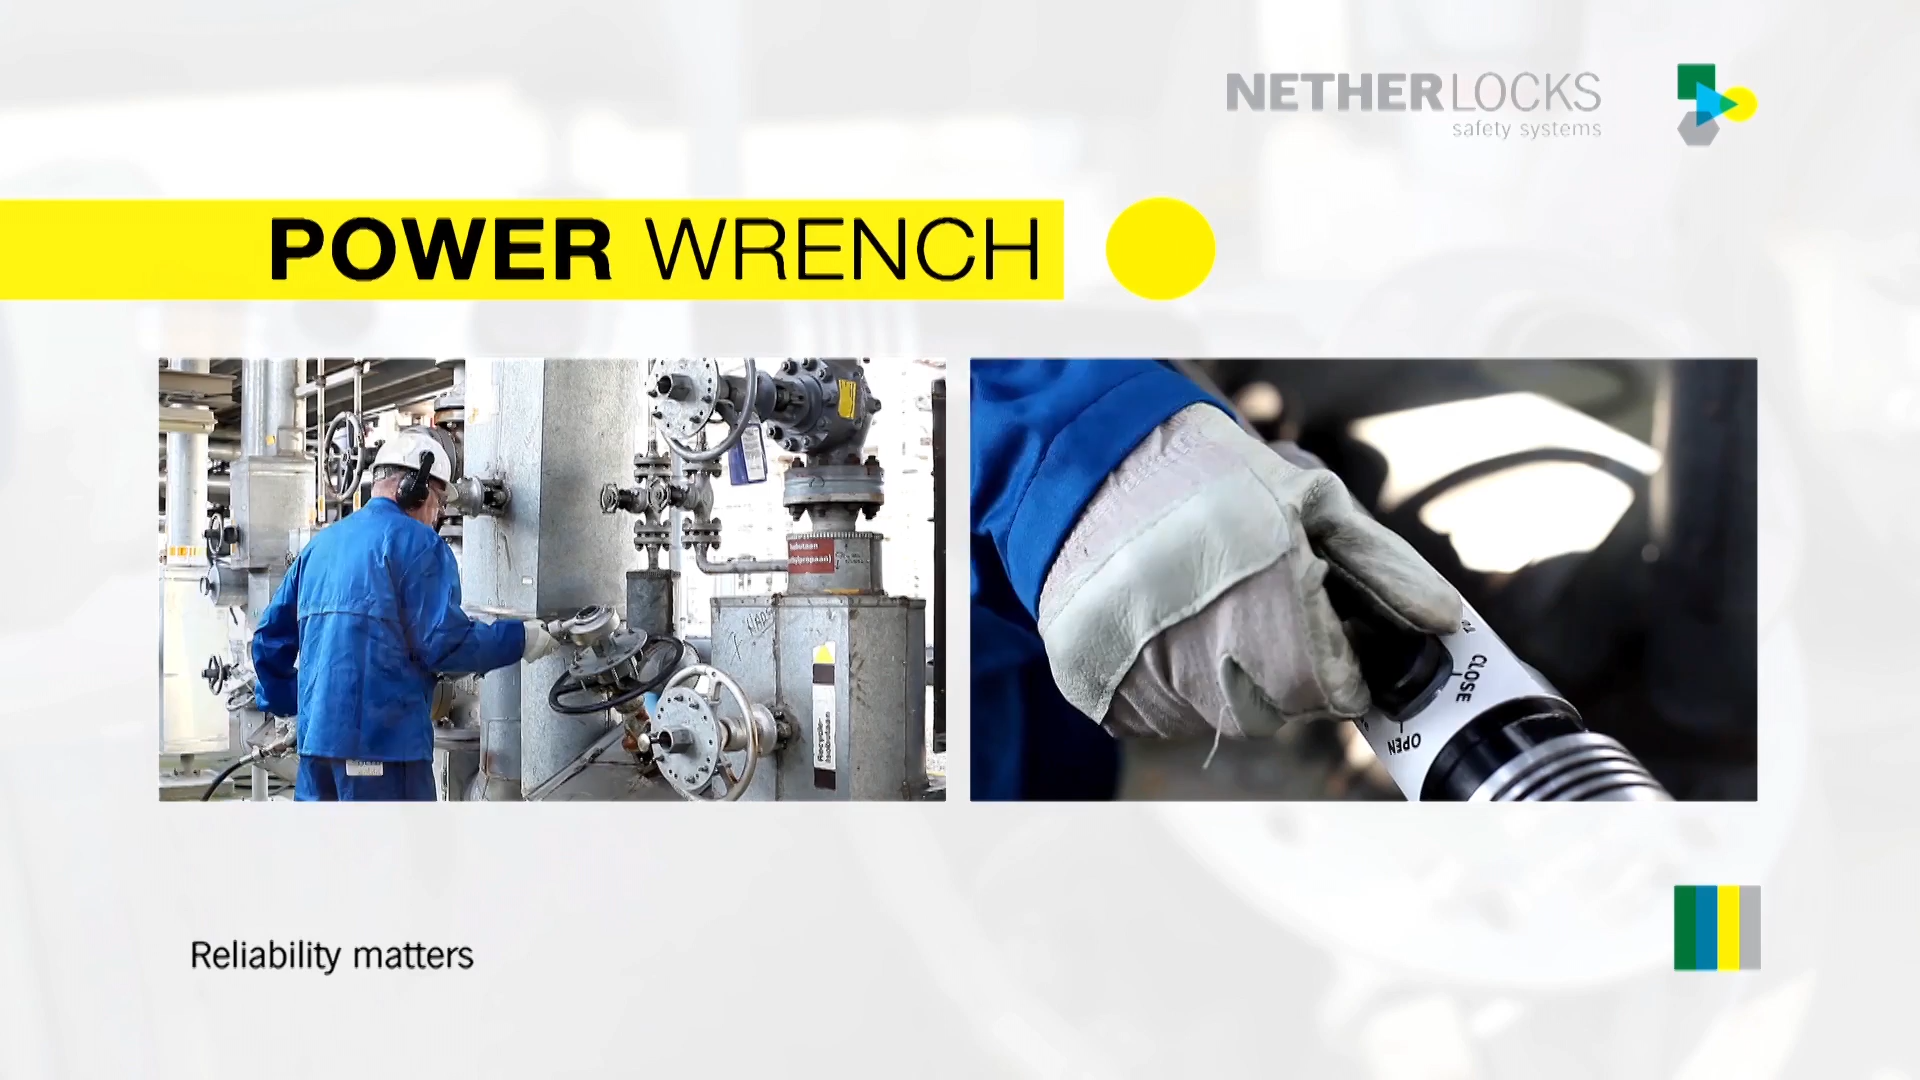 NETHERLOCKS
safety systems
POWER WRENCH
CLOSE
OPEN
Reliability matters